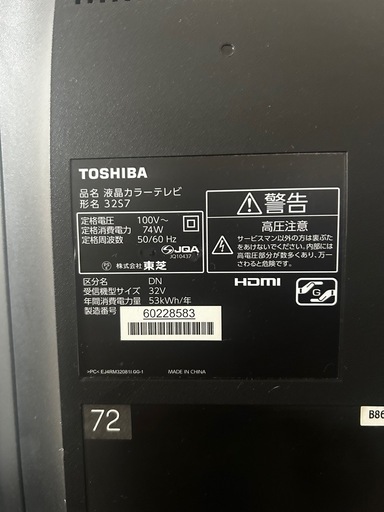 TOSHIBA
品名 液晶カラーテレビ
形名 32S7
定格電圧 100V~
定格消費電力 74W
定格周波数 50/60 Hz
JQA
JQ10437
株式会社 東芝
区分名 DN
受信機型サイズ 32V
年間消費電力量 53kWh/年
製造番号 60228583
>PC< EJ4RM32081I GG-1
MADE IN CHINA
警告
高圧注意
サービスマン以外の方は裏ぶた
をあけないでください。内部には
高電圧部分が数多くあり、万一
さわると危険です。
HDMI
G
72
B86